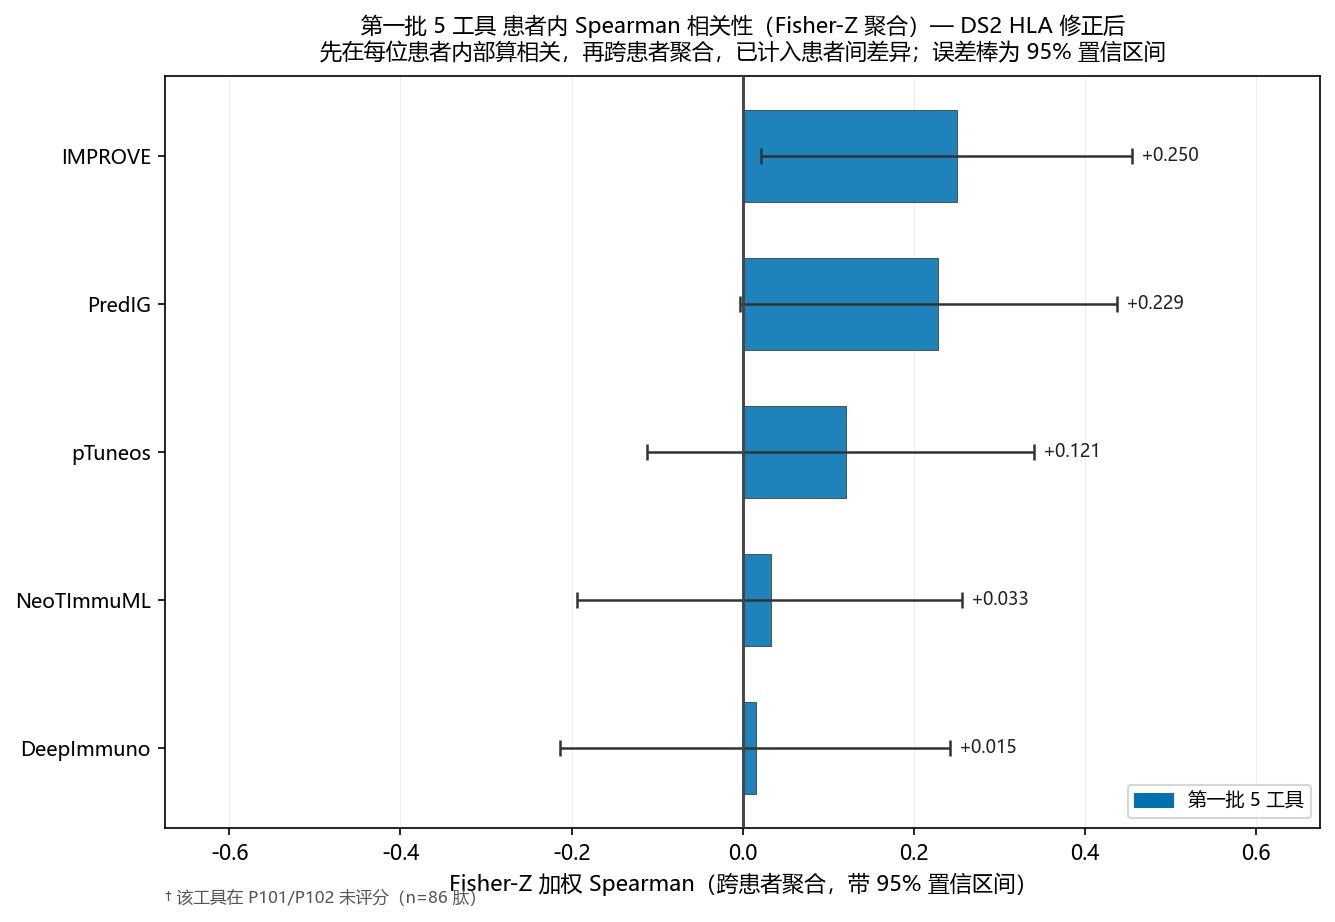 第一批 5 工具 患者内 Spearman 相关性（Fisher-Z 聚合）— DS2 HLA 修正后
先在每位患者内部算相关，再跨患者聚合，已计入患者间差异；误差棒为 95% 置信区间
IMPROVE
+0.250
PredIG
+0.229
pTuneos
+0.121
NeoTImmuML
+0.033
DeepImmuno
+0.015
第一批 5 工具
-0.6 -0.4 -0.2 0.0 0.2 0.4 0.6
Fisher-Z 加权 Spearman（跨患者聚合，带 95% 置信区间）
† 该工具在 P101/P102 未评分（n=86 肽）